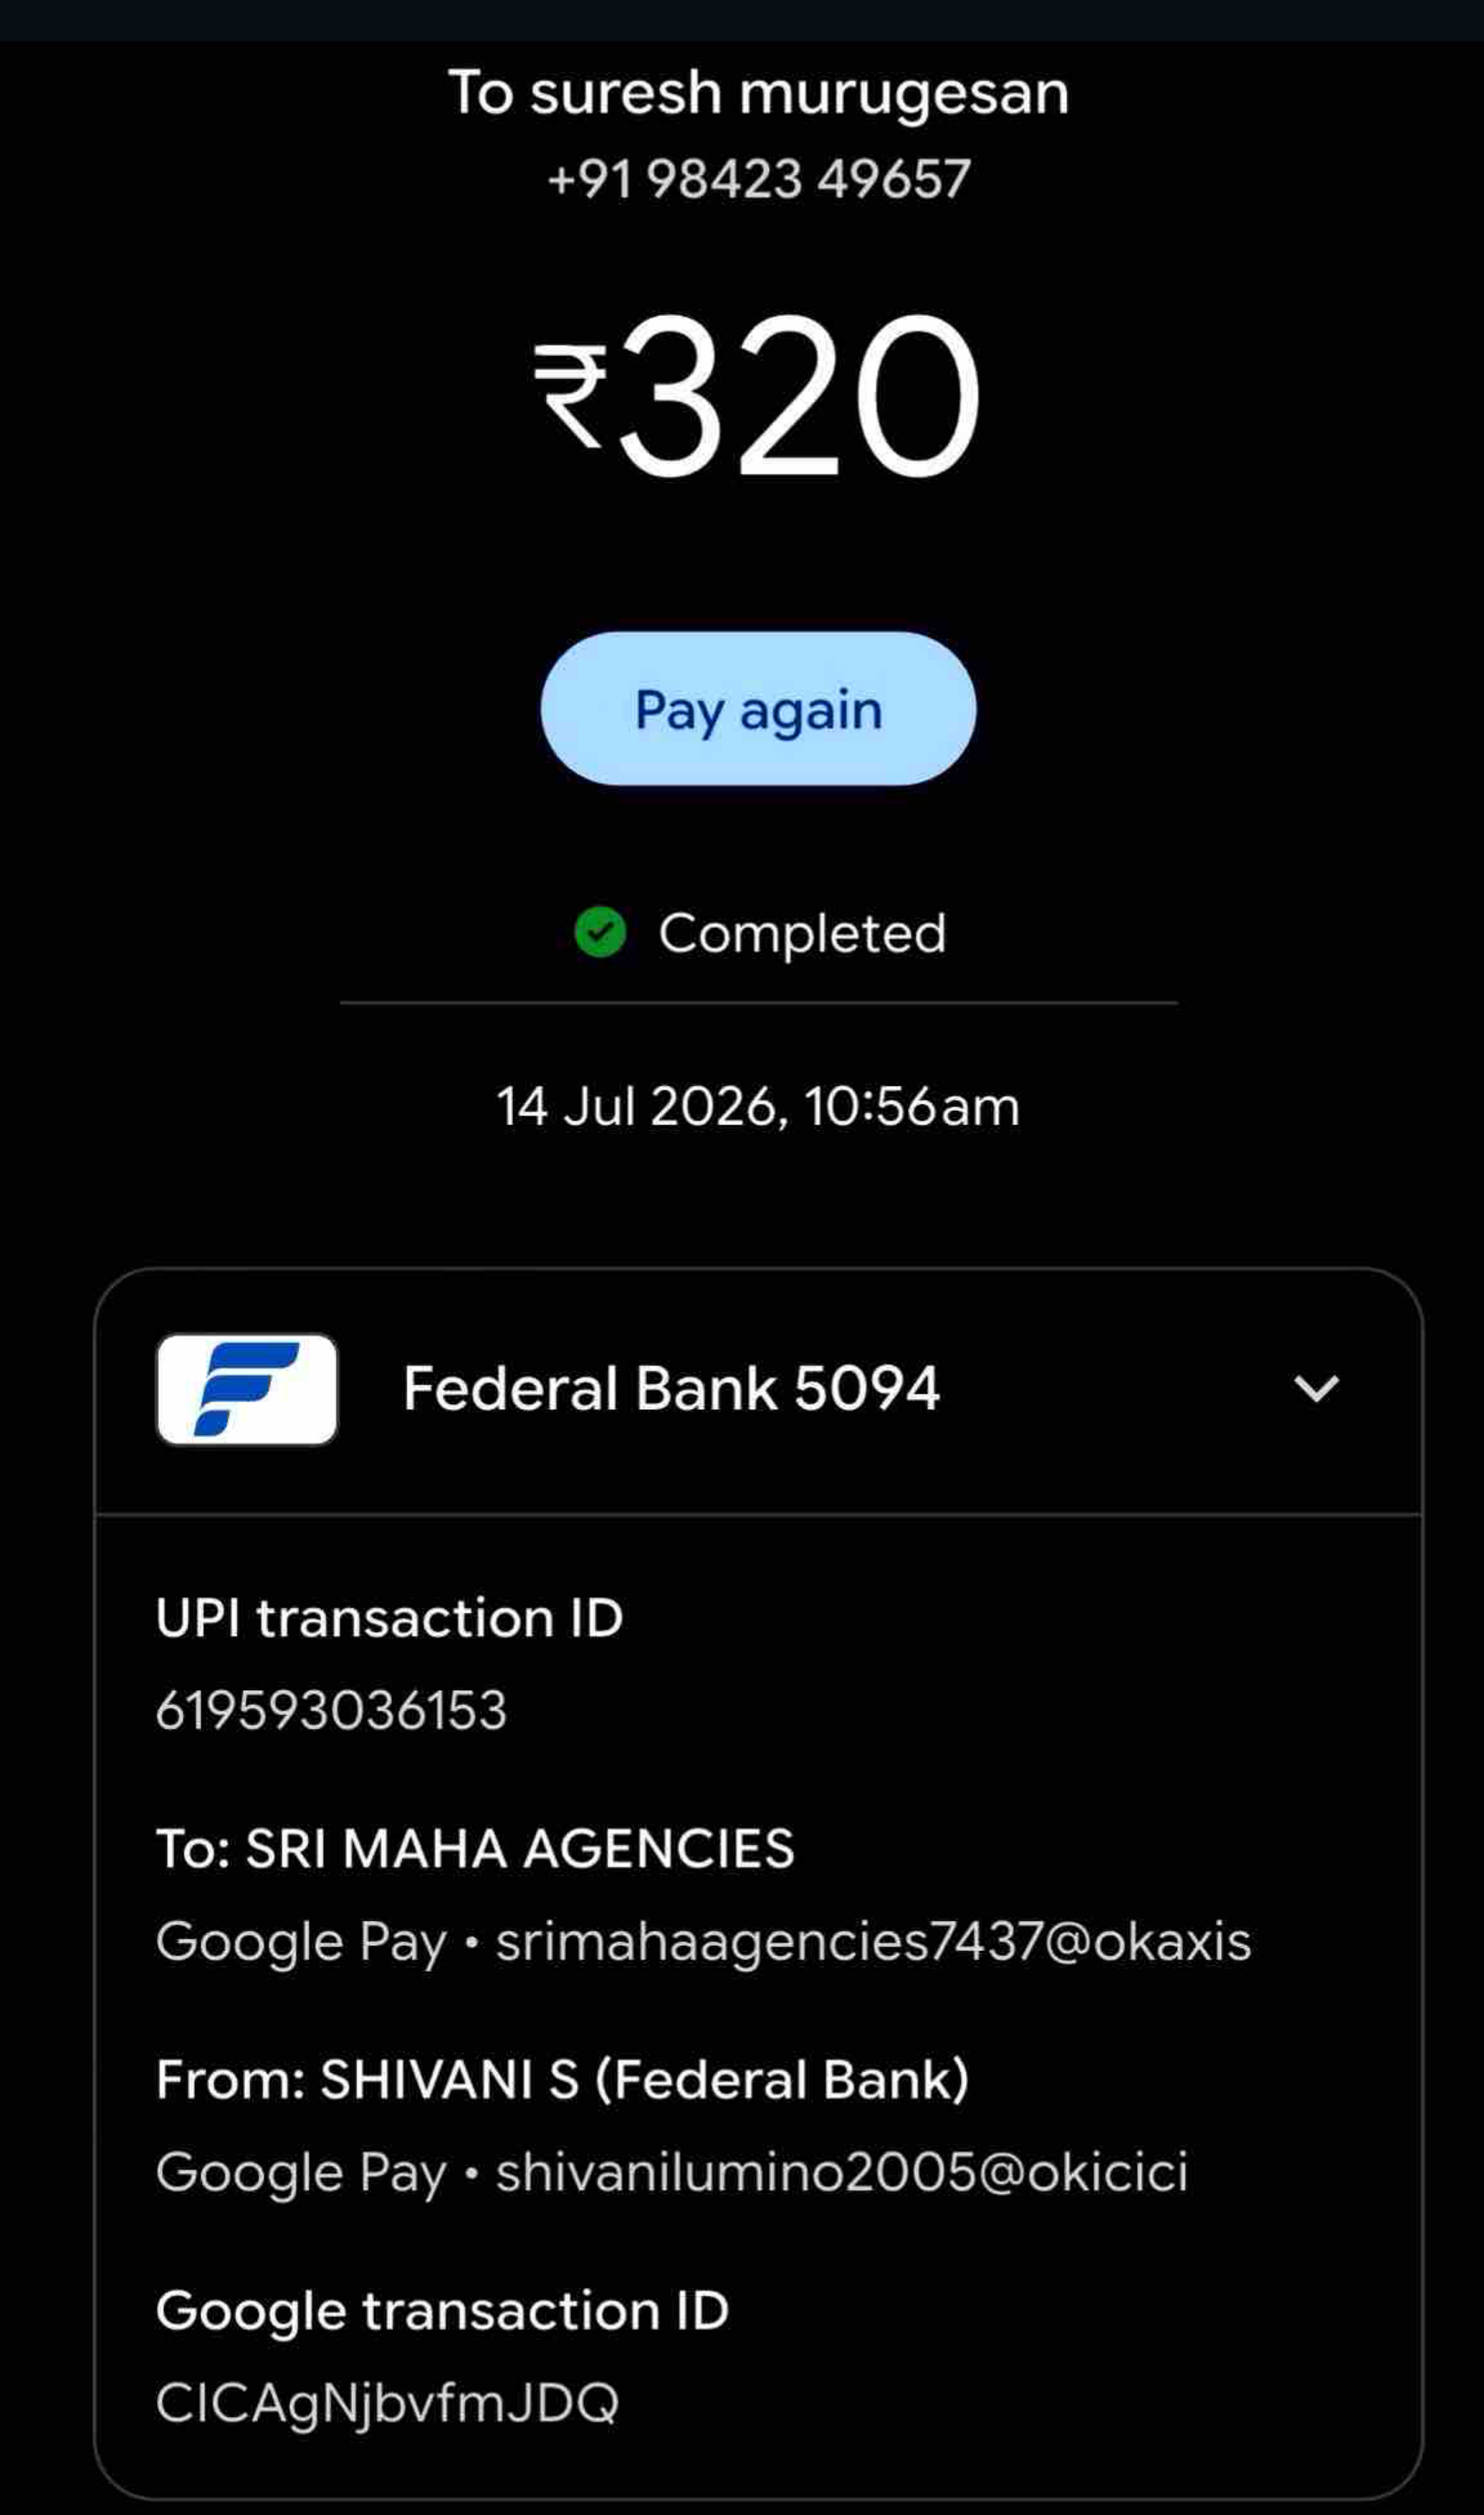 To suresh murugesan
+91 98423 49657
₹320
Pay again
Completed
14 Jul 2026, 10:56 am
Federal Bank 5094
UPI transaction ID
619593036153
To: SRI MAHA AGENCIES
Google Pay • srimahaagencies7437@okaxis
From: SHIVANI S (Federal Bank)
Google Pay • shivanilumino2005@okicici
Google transaction ID
CICAgNjbvfmJDQ